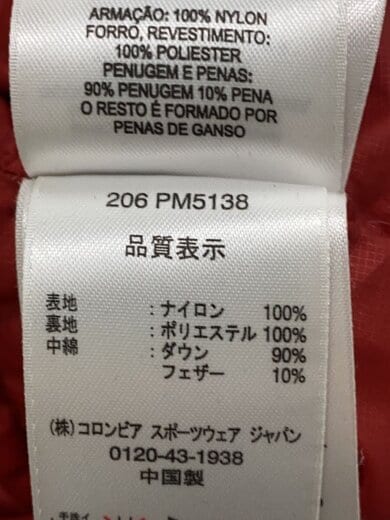 ARMAÇÃO: 100% NYLON
FORRO, REVESTIMENTO:
100% POLIESTER
PENUGEM E PENAS:
90% PENUGEM 10% PENA
O RESTO É FORMADO POR
PENAS DE GANSO
206 PM5138
品質表示
表地 : ナイロン 100%
裏地 : ポリエステル 100%
中綿 : ダウン 90%
フェザー 10%
(株) コロンビア スポーツウェア ジャパン
0120-43-1938
中国製